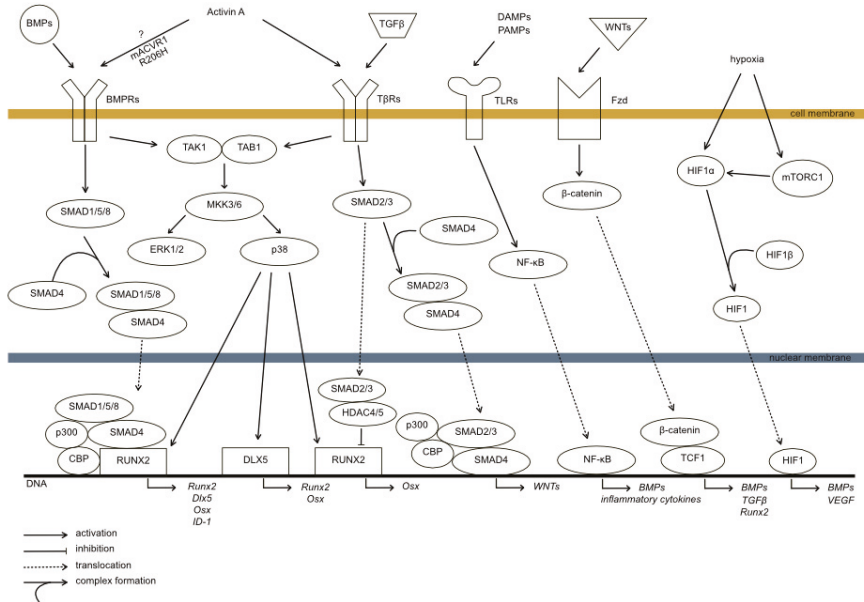 BMPs
Activin A
TGFβ
DAMPs
PAMPs
WNTs
?
mACVR1
R206H
hypoxia
BMPRs
TβRs
TLRs
Fzd
cell membrane
TAK1
TAB1
HIF1α
mTORC1
MKK3/6
SMAD2/3
β-catenin
SMAD1/5/8
SMAD4
ERK1/2
p38
NF-κB
HIF1β
SMAD4
SMAD1/5/8
SMAD4
SMAD2/3
SMAD4
HIF1
nuclear membrane
SMAD1/5/8
SMAD2/3
HDAC4/5
p300
SMAD4
p300
SMAD2/3
β-catenin
CBP
RUNX2
DLX5
RUNX2
CBP
SMAD4
NF-κB
TCF1
HIF1
DNA
Runx2
Dlx5
Osx
ID-1
Runx2
Osx
Osx
WNTs
BMPs
inflammatory cytokines
BMPs
TGFβ
Runx2
BMPs
VEGF
activation
inhibition
translocation
complex formation